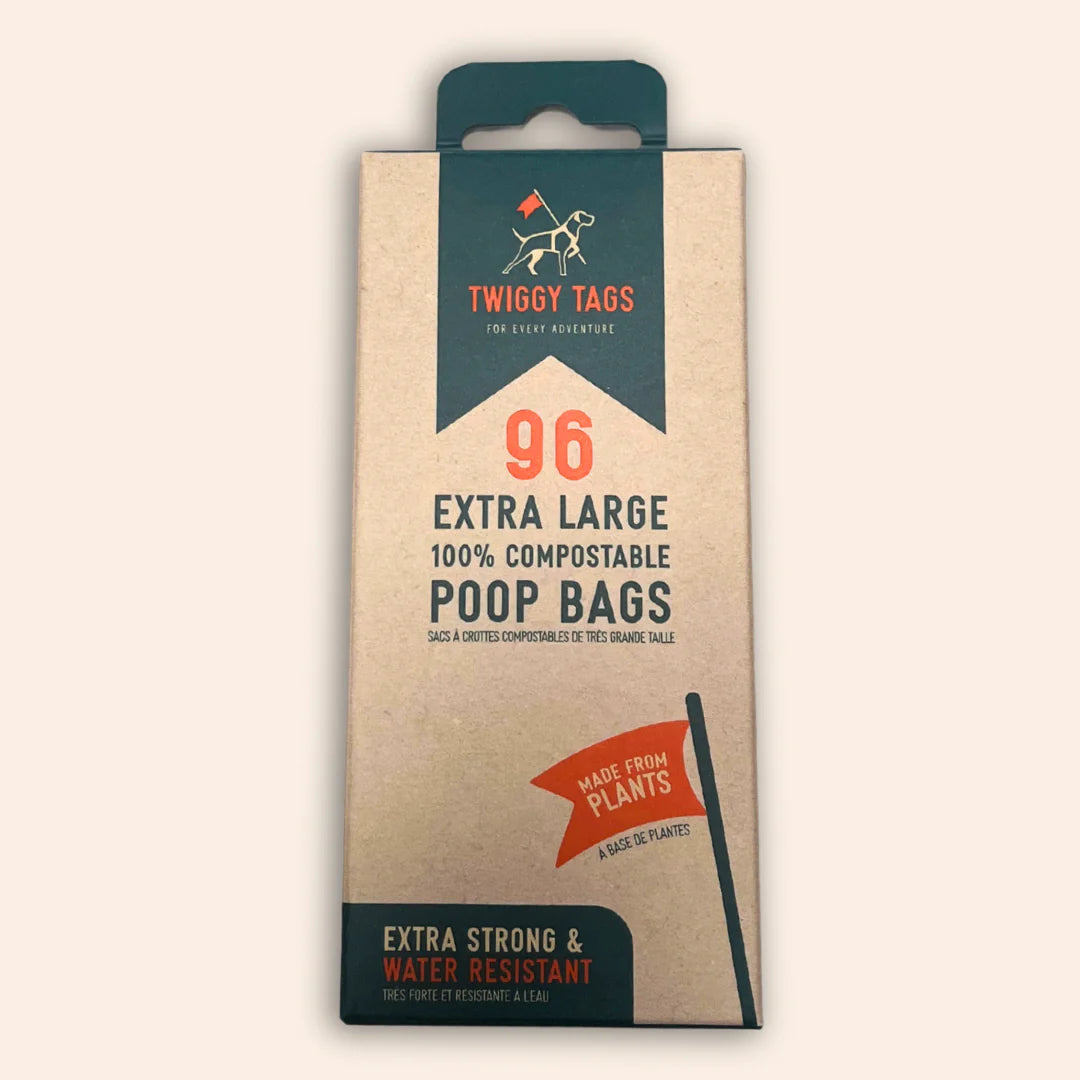 TWIGGY TAGS
FOR EVERY ADVENTURE
96
EXTRA LARGE
100% COMPOSTABLE
POOP BAGS
SACS À CROTTES COMPOSTABLES DE TRÈS GRANDE TAILLE
MADE FROM
PLANTS
À BASE DE PLANTES
EXTRA STRONG &
WATER RESISTANT
TRÈS FORTE ET RÉSISTANTE À L'EAU